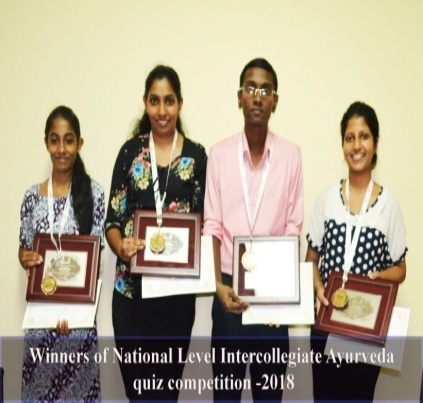 Winners of National Level Intercollegiate Ayurveda
quiz competition -2018